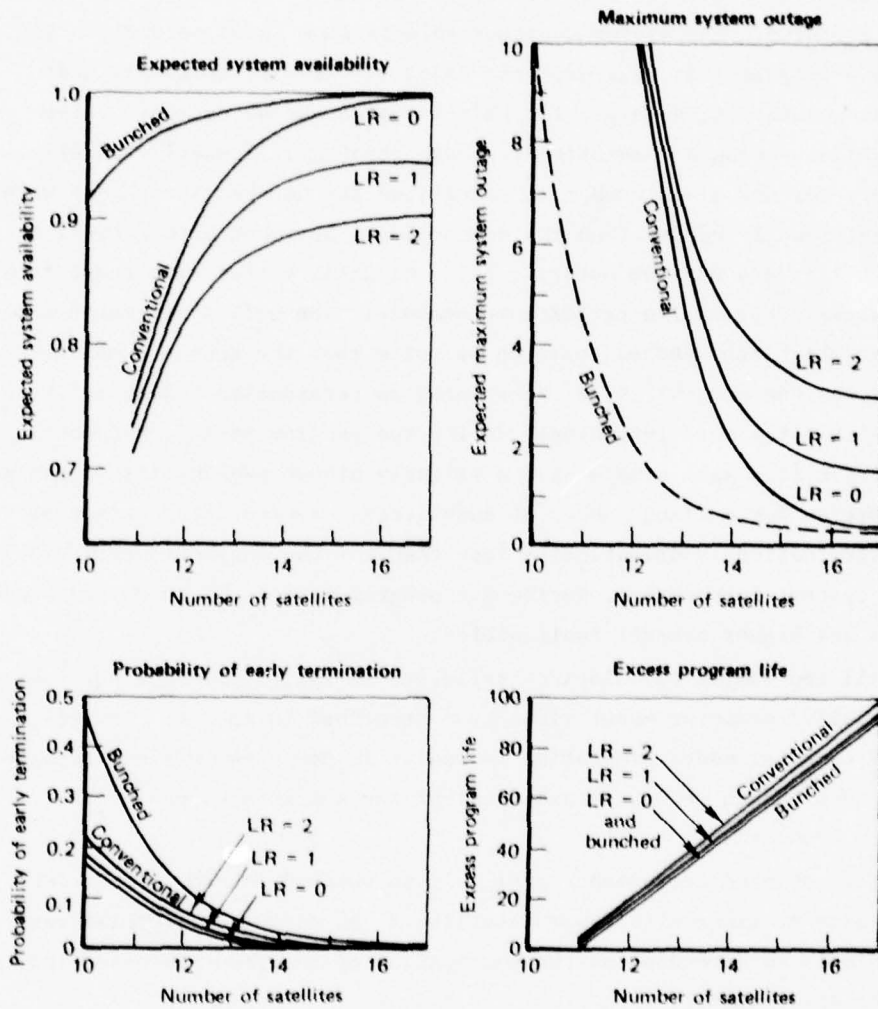 Expected system availability
1.0
0.9
0.8
0.7
10
12
14
16
Expected system availability
Number of satellites
Bunched
Conventional
LR = 0
LR = 1
LR = 2
Maximum system outage
10
8
6
4
2
0
10
12
14
16
Expected maximum system outage
Number of satellites
Conventional
Bunched
LR = 2
LR = 1
LR = 0
Probability of early termination
0.5
0.4
0.3
0.2
0.1
0
10
12
14
16
Probability of early termination
Number of satellites
Bunched
Conventional
LR = 2
LR = 1
LR = 0
Excess program life
100
80
60
40
20
0
10
12
14
16
Excess program life
Number of satellites
LR = 2
LR = 1
LR = 0
and
bunched
Conventional
Bunched